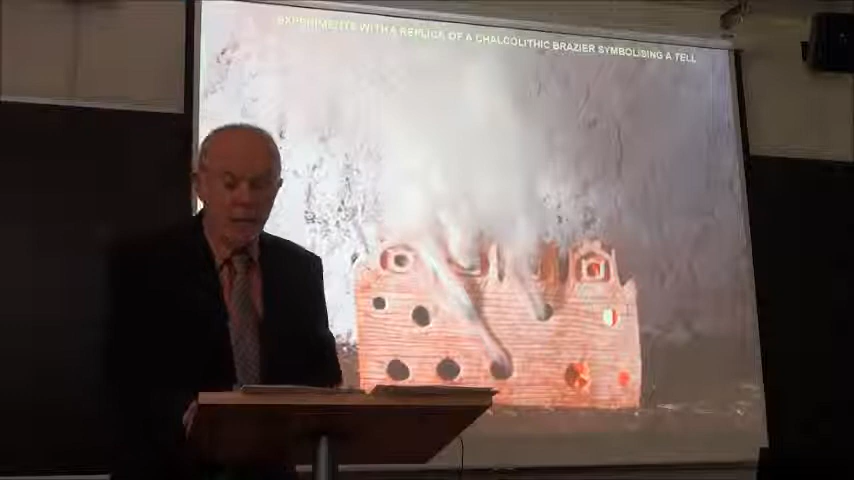 EXPERIMENTS WITH A REPLICA OF A CHALCOLITHIC BRAZIER SYMBOLISING A TELL